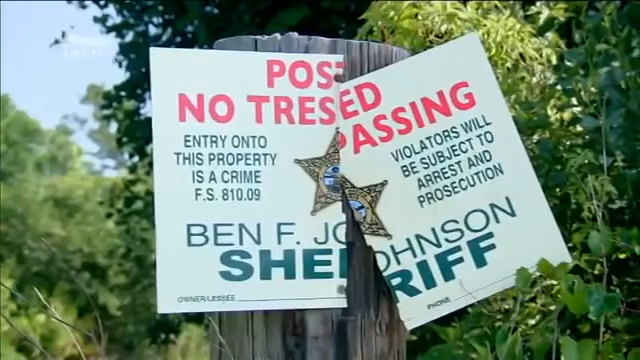 POSTED
NO TRESPASSING
ENTRY ONTO
THIS PROPERTY
IS A CRIME
F.S. 810.09
VIOLATORS WILL
BE SUBJECT TO
ARREST AND
PROSECUTION
BEN F. JOHNSON
SHERIFF
OWNER/LESSEE
PHONE